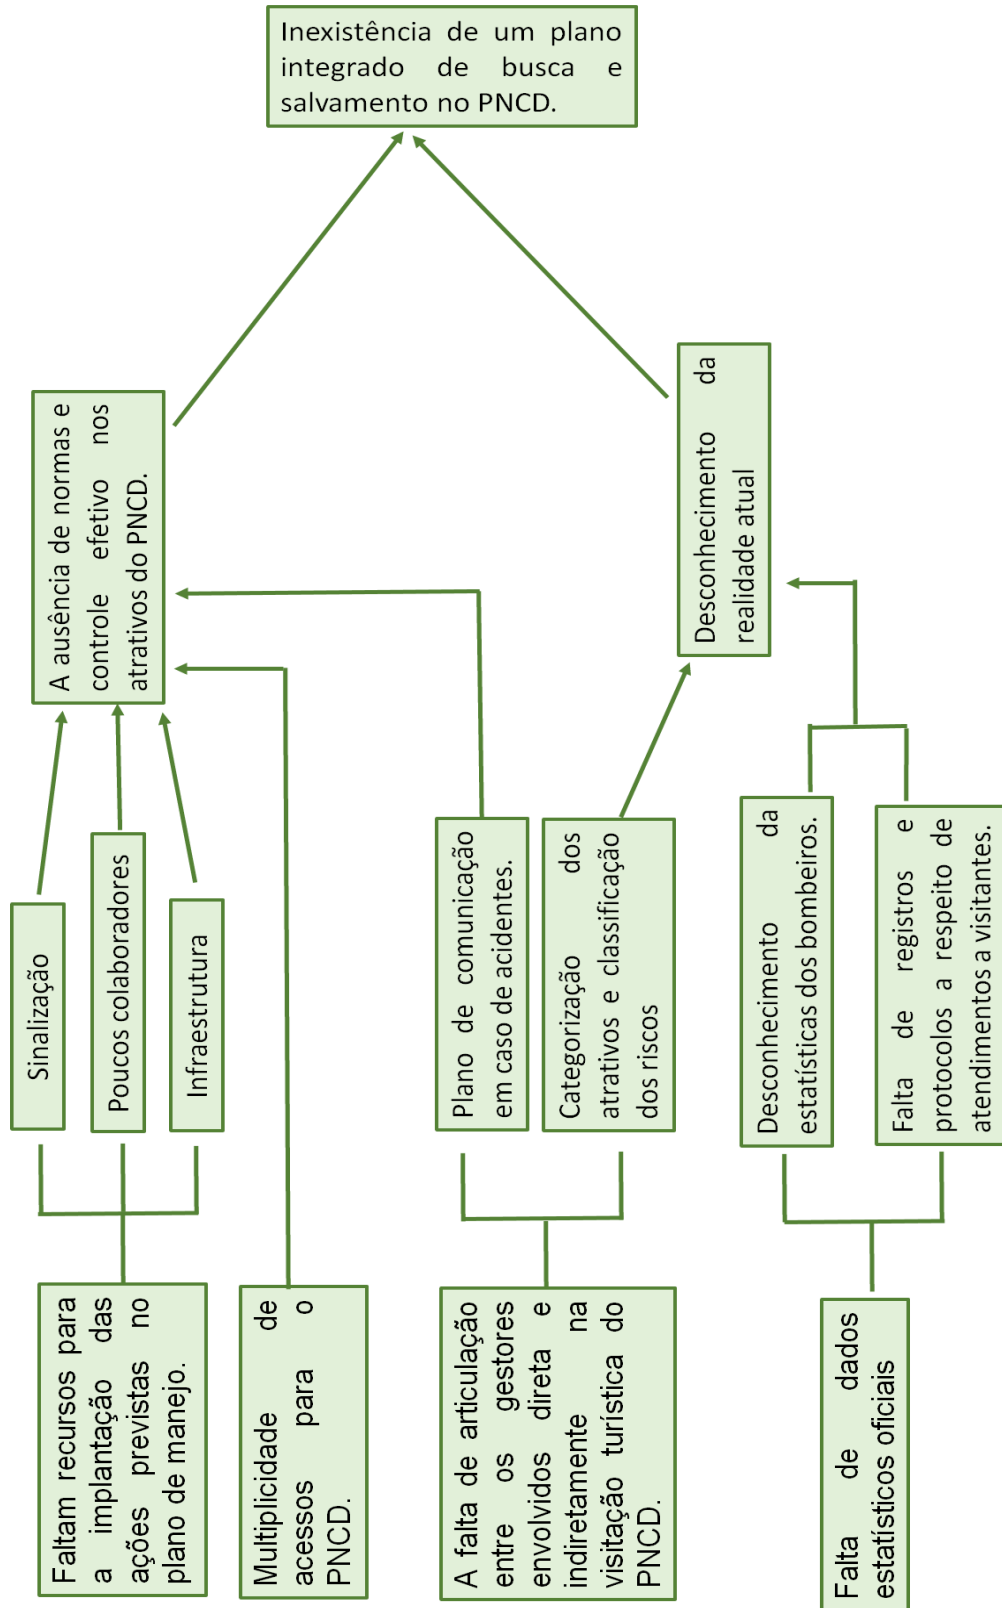 Inexistência de um plano
integrado de busca e
salvamento no PNCD.
A ausência de normas e
controle efetivo nos
atrativos do PNCD.
Desconhecimento da
realidade atual
Sinalização
Poucos colaboradores
Infraestrutura
Plano de comunicação
em caso de acidentes.
Categorização dos
atrativos e classificação
dos riscos
Desconhecimento da
estatísticas dos bombeiros.
Falta de registros e
protocolos a respeito de
atendimentos a visitantes.
Faltam recursos para
a implantação das
ações previstas no
plano de manejo.
Multiplicidade de
acessos para o
PNCD.
A falta de articulação
entre os gestores
envolvidos direta e
indiretamente na
visitação turística do
PNCD.
Falta de dados
estatísticos oficiais